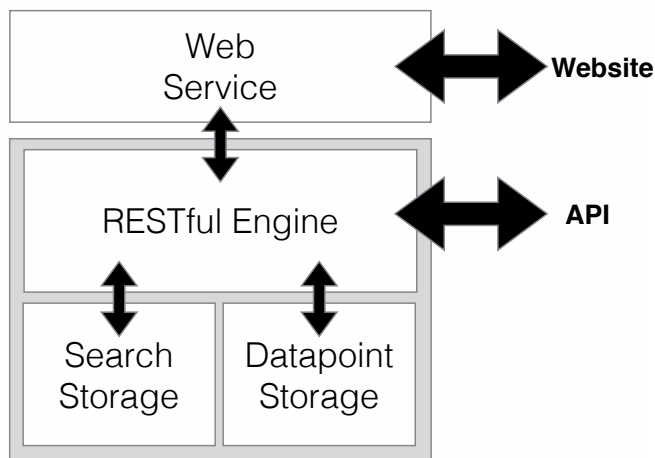 Web
Service
Website
RESTful Engine
API
Search
Storage
Datapoint
Storage